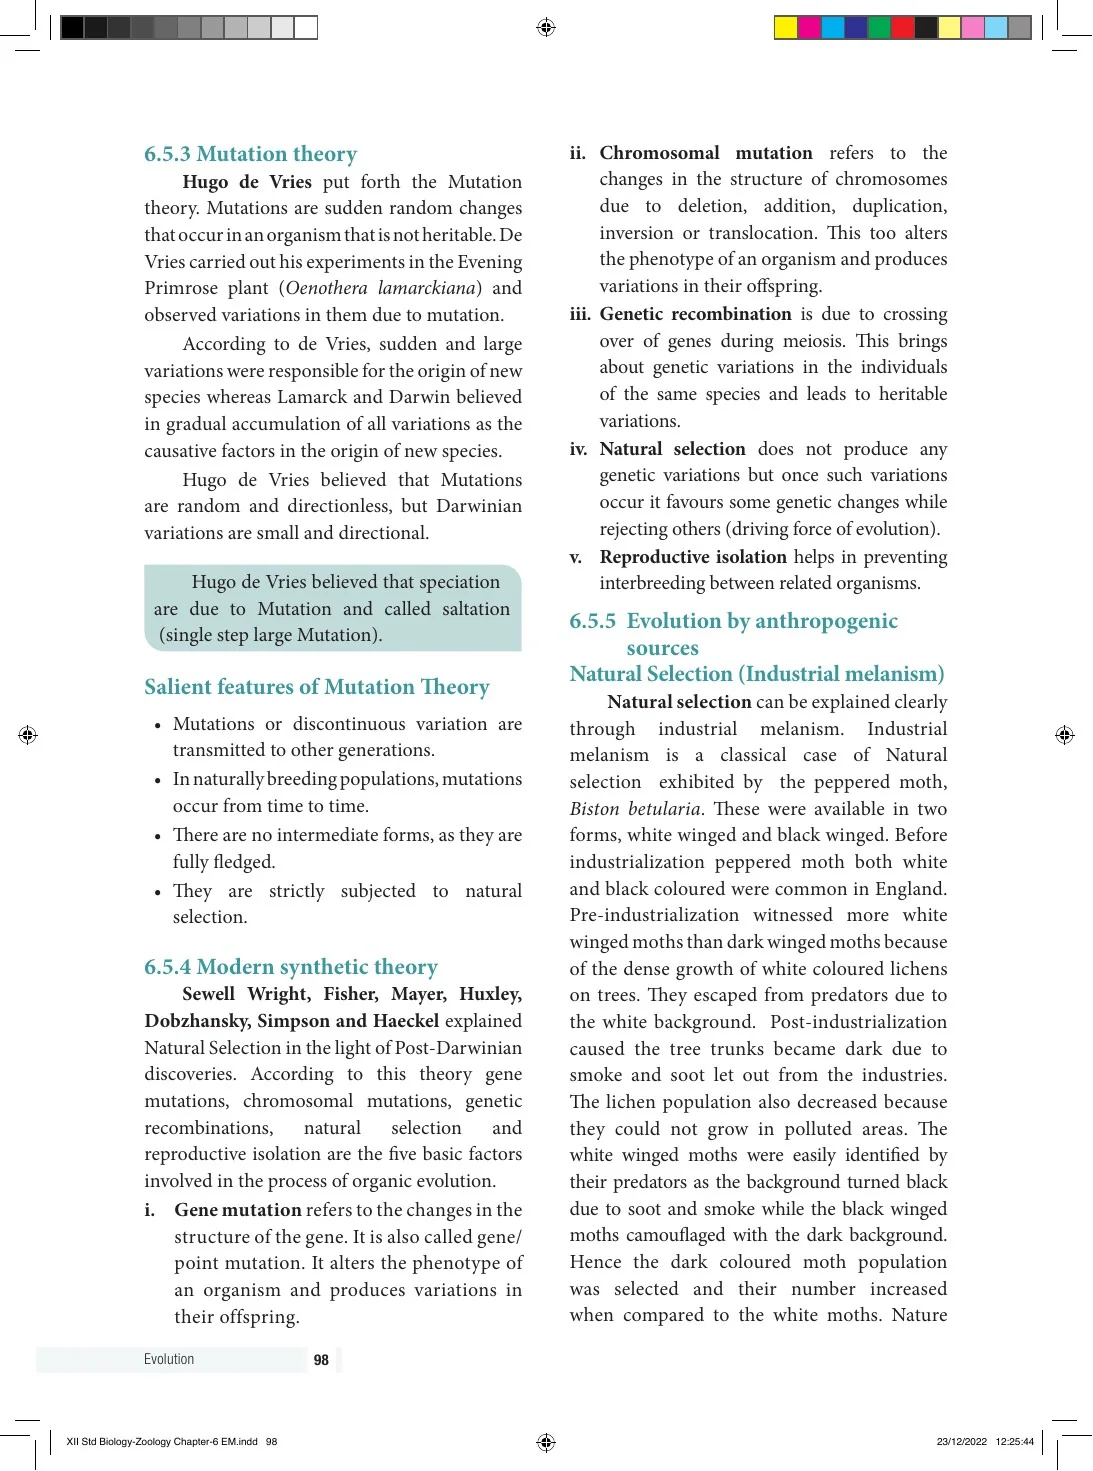 6.5.3 Mutation theory
Hugo de Vries put forth the Mutation
theory. Mutations are sudden random changes
that occur in an organism that is not heritable. De
Vries carried out his experiments in the Evening
Primrose plant (Oenothera lamarckiana) and
observed variations in them due to mutation.
According to de Vries, sudden and large
variations were responsible for the origin of new
species whereas Lamarck and Darwin believed
in gradual accumulation of all variations as the
causative factors in the origin of new species.
Hugo de Vries believed that Mutations
are random and directionless, but Darwinian
variations are small and directional.
Hugo de Vries believed that speciation
are due to Mutation and called saltation
(single step large Mutation).
Salient features of Mutation Theory
• Mutations or discontinuous variation are
transmitted to other generations.
• In naturally breeding populations, mutations
occur from time to time.
• There are no intermediate forms, as they are
fully fledged.
• They are strictly subjected to natural
selection.
6.5.4 Modern synthetic theory
Sewell Wright, Fisher, Mayer, Huxley,
Dobzhansky, Simpson and Haeckel explained
Natural Selection in the light of Post-Darwinian
discoveries. According to this theory gene
mutations, chromosomal mutations, genetic
recombinations, natural selection and
reproductive isolation are the five basic factors
involved in the process of organic evolution.
i. Gene mutation refers to the changes in the
structure of the gene. It is also called gene/
point mutation. It alters the phenotype of
an organism and produces variations in
their offspring.
ii. Chromosomal mutation refers to the
changes in the structure of chromosomes
due to deletion, addition, duplication,
inversion or translocation. This too alters
the phenotype of an organism and produces
variations in their offspring.
iii. Genetic recombination is due to crossing
over of genes during meiosis. This brings
about genetic variations in the individuals
of the same species and leads to heritable
variations.
iv. Natural selection does not produce any
genetic variations but once such variations
occur it favours some genetic changes while
rejecting others (driving force of evolution).
v. Reproductive isolation helps in preventing
interbreeding between related organisms.
6.5.5 Evolution by anthropogenic
sources
Natural Selection (Industrial melanism)
Natural selection can be explained clearly
through industrial melanism. Industrial
melanism is a classical case of Natural
selection exhibited by the peppered moth,
Biston betularia. These were available in two
forms, white winged and black winged. Before
industrialization peppered moth both white
and black coloured were common in England.
Pre-industrialization witnessed more white
winged moths than dark winged moths because
of the dense growth of white coloured lichens
on trees. They escaped from predators due to
the white background. Post-industrialization
caused the tree trunks became dark due to
smoke and soot let out from the industries.
The lichen population also decreased because
they could not grow in polluted areas. The
white winged moths were easily identified by
their predators as the background turned black
due to soot and smoke while the black winged
moths camouflaged with the dark background.
Hence the dark coloured moth population
was selected and their number increased
when compared to the white moths. Nature
Evolution 98
XII Std Biology-Zoology Chapter-6 EM.indd 98
23/12/2022 12:25:44